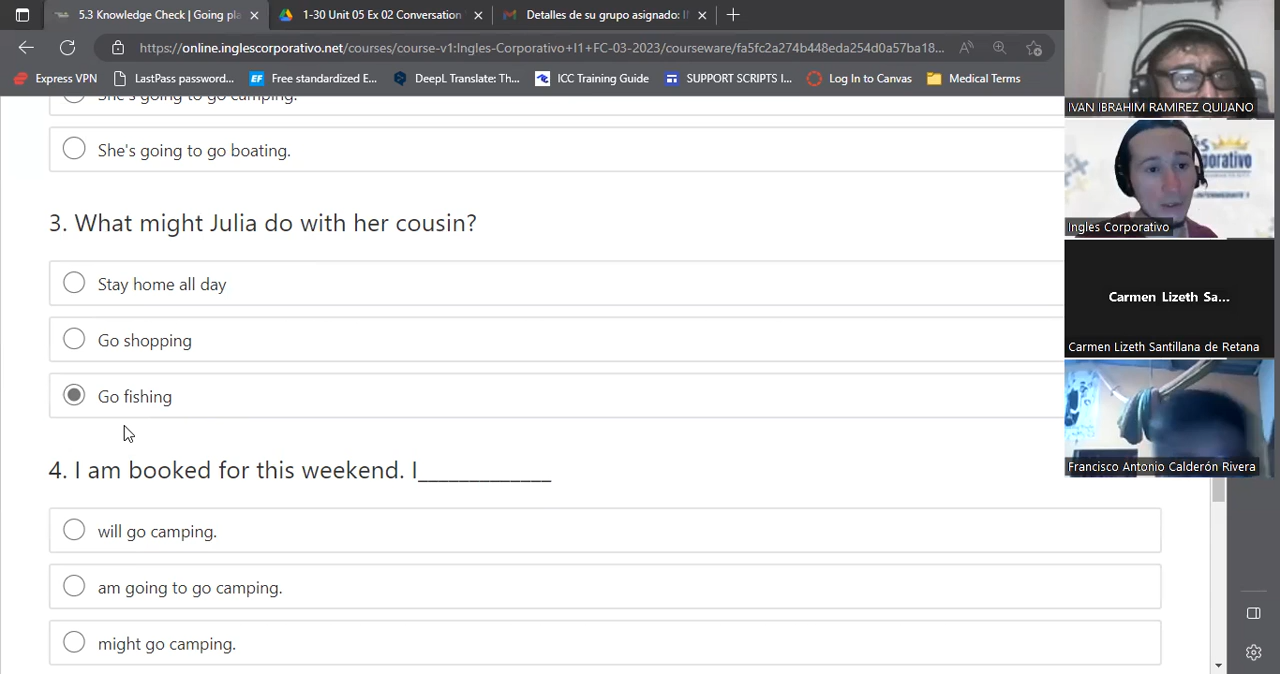 5.3 Knowledge Check | Going pla
1-30 Unit 05 Ex 02 Conversation
Detalles de su grupo asignado: I
https://online.inglescorporativo.net/courses/course-v1:Ingles-Corporativo+I1+FC-03-2023/courseware/fa5fc2a274b448eda254d0a57ba18...
Express VPN
LastPass password...
EF Free standardized E...
DeepL Translate: Th...
ICC Training Guide
SUPPORT SCRIPTS I...
Log In to Canvas
Medical Terms
She's going to go camping.
She's going to go boating.
3. What might Julia do with her cousin?
Stay home all day
Go shopping
Go fishing
4. I am booked for this weekend. I_____________
will go camping.
am going to go camping.
might go camping.
IVAN IBRAHIM RAMIREZ QUIJANO
Ingles Corporativo
Carmen Lizeth Sa...
Carmen Lizeth Santillana de Retana
Francisco Antonio Calderón Rivera